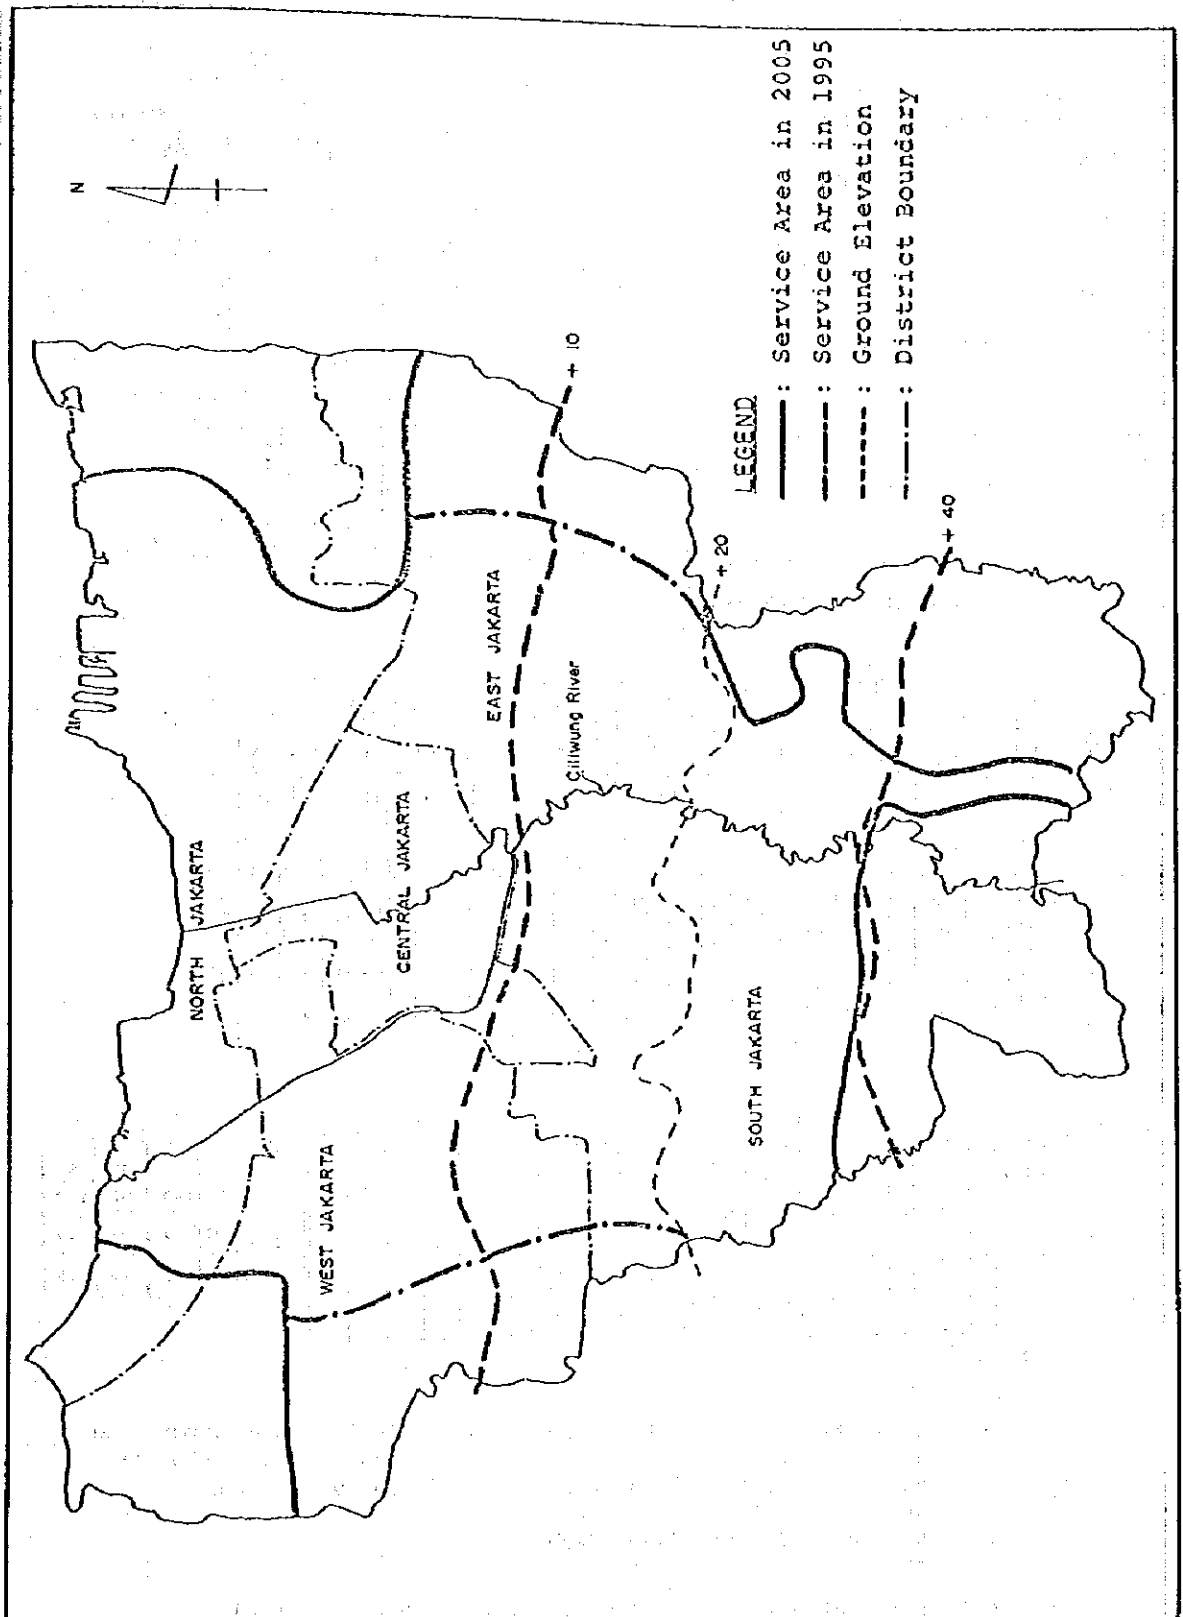 N
NORTH JAKARTA
WEST JAKARTA
CENTRAL JAKARTA
EAST JAKARTA
Ciliwung River
SOUTH JAKARTA
+ 10
+ 20
+ 40
LEGEND
: Service Area in 2005
: Service Area in 1995
: Ground Elevation
: District Boundary